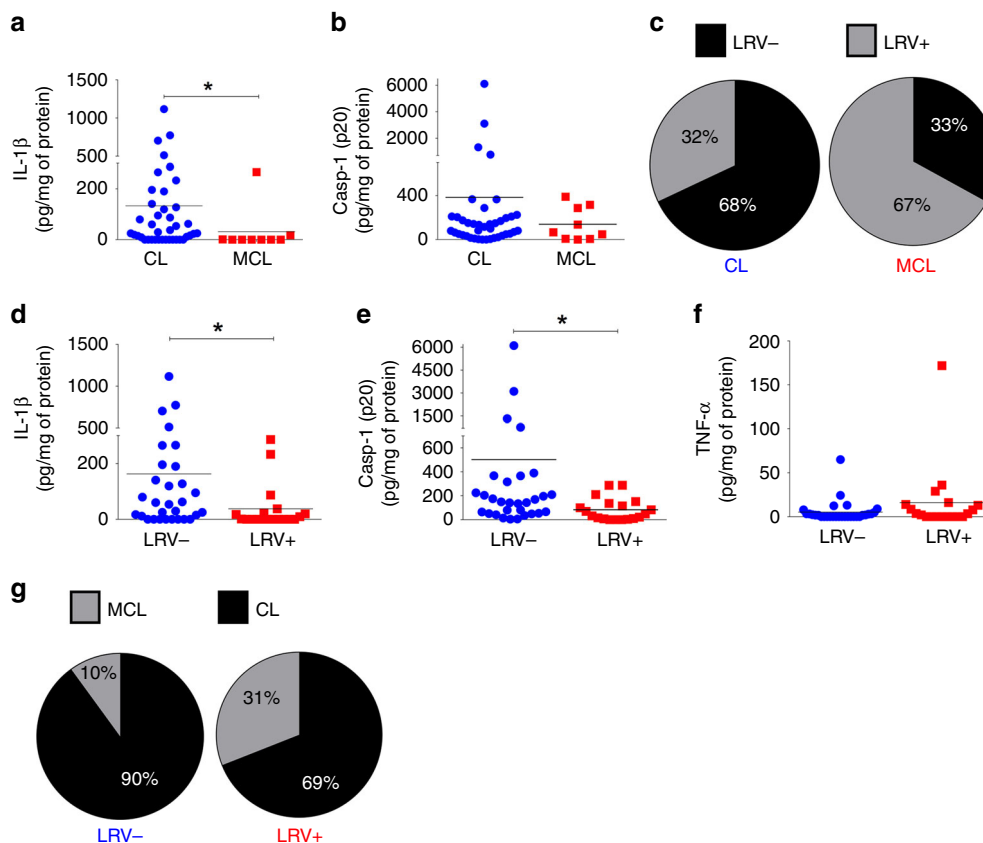 a
IL-1β
(pg/mg of protein)
1500
1000
500
200
0
*
CL
MCL
b
Casp-1 (p20)
(pg/mg of protein)
6000
4000
2000
400
0
CL
MCL
c
LRV–
LRV+
32%
68%
CL
33%
67%
MCL
d
IL-1β
(pg/mg of protein)
1500
1000
500
200
0
*
LRV–
LRV+
e
Casp-1 (p20)
(pg/mg of protein)
6000
4500
3000
1500
600
400
200
0
*
LRV–
LRV+
f
TNF-α
(pg/mg of protein)
200
150
100
50
0
LRV–
LRV+
g
MCL
CL
10%
90%
LRV–
31%
69%
LRV+